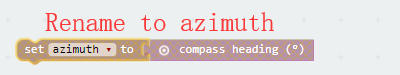 Rename to azimuth
set azimuth ▾ to compass heading (°)